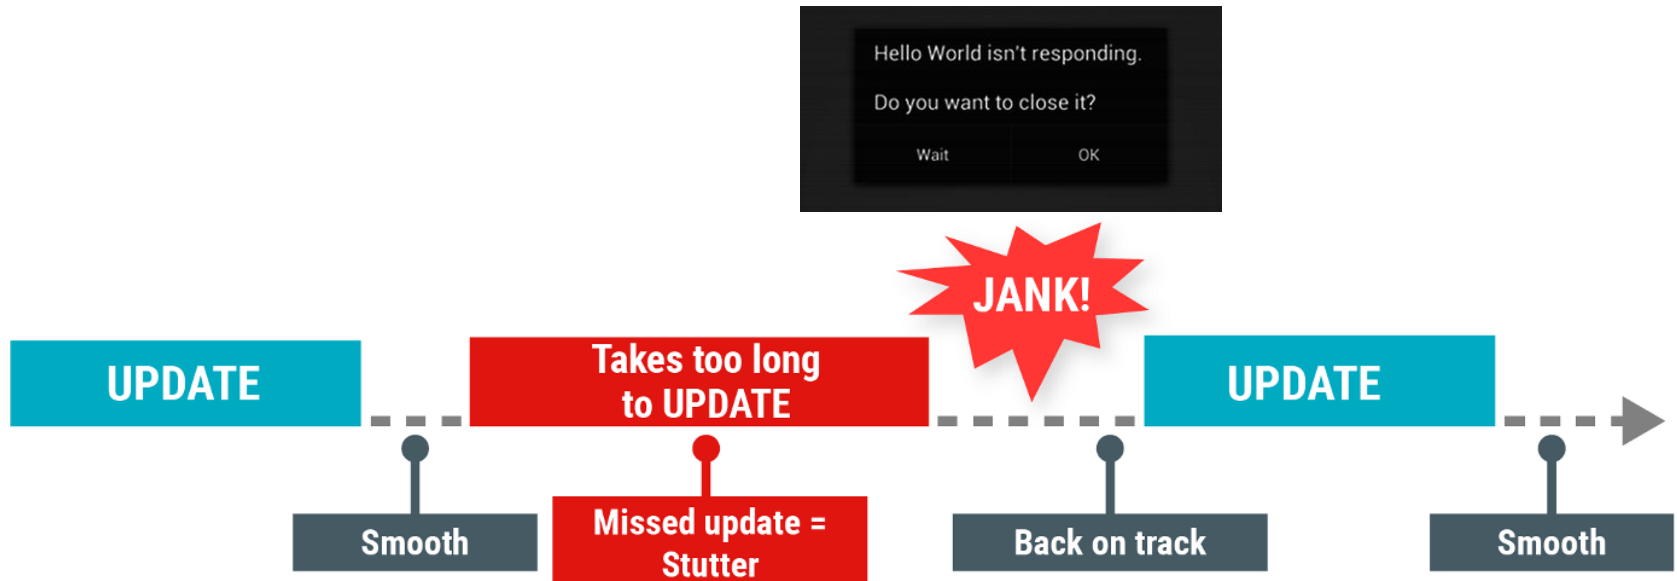 Hello World isn't responding.
Do you want to close it?
Wait
OK
JANK!
UPDATE
Takes too long
to UPDATE
UPDATE
Smooth
Missed update =
Stutter
Back on track
Smooth